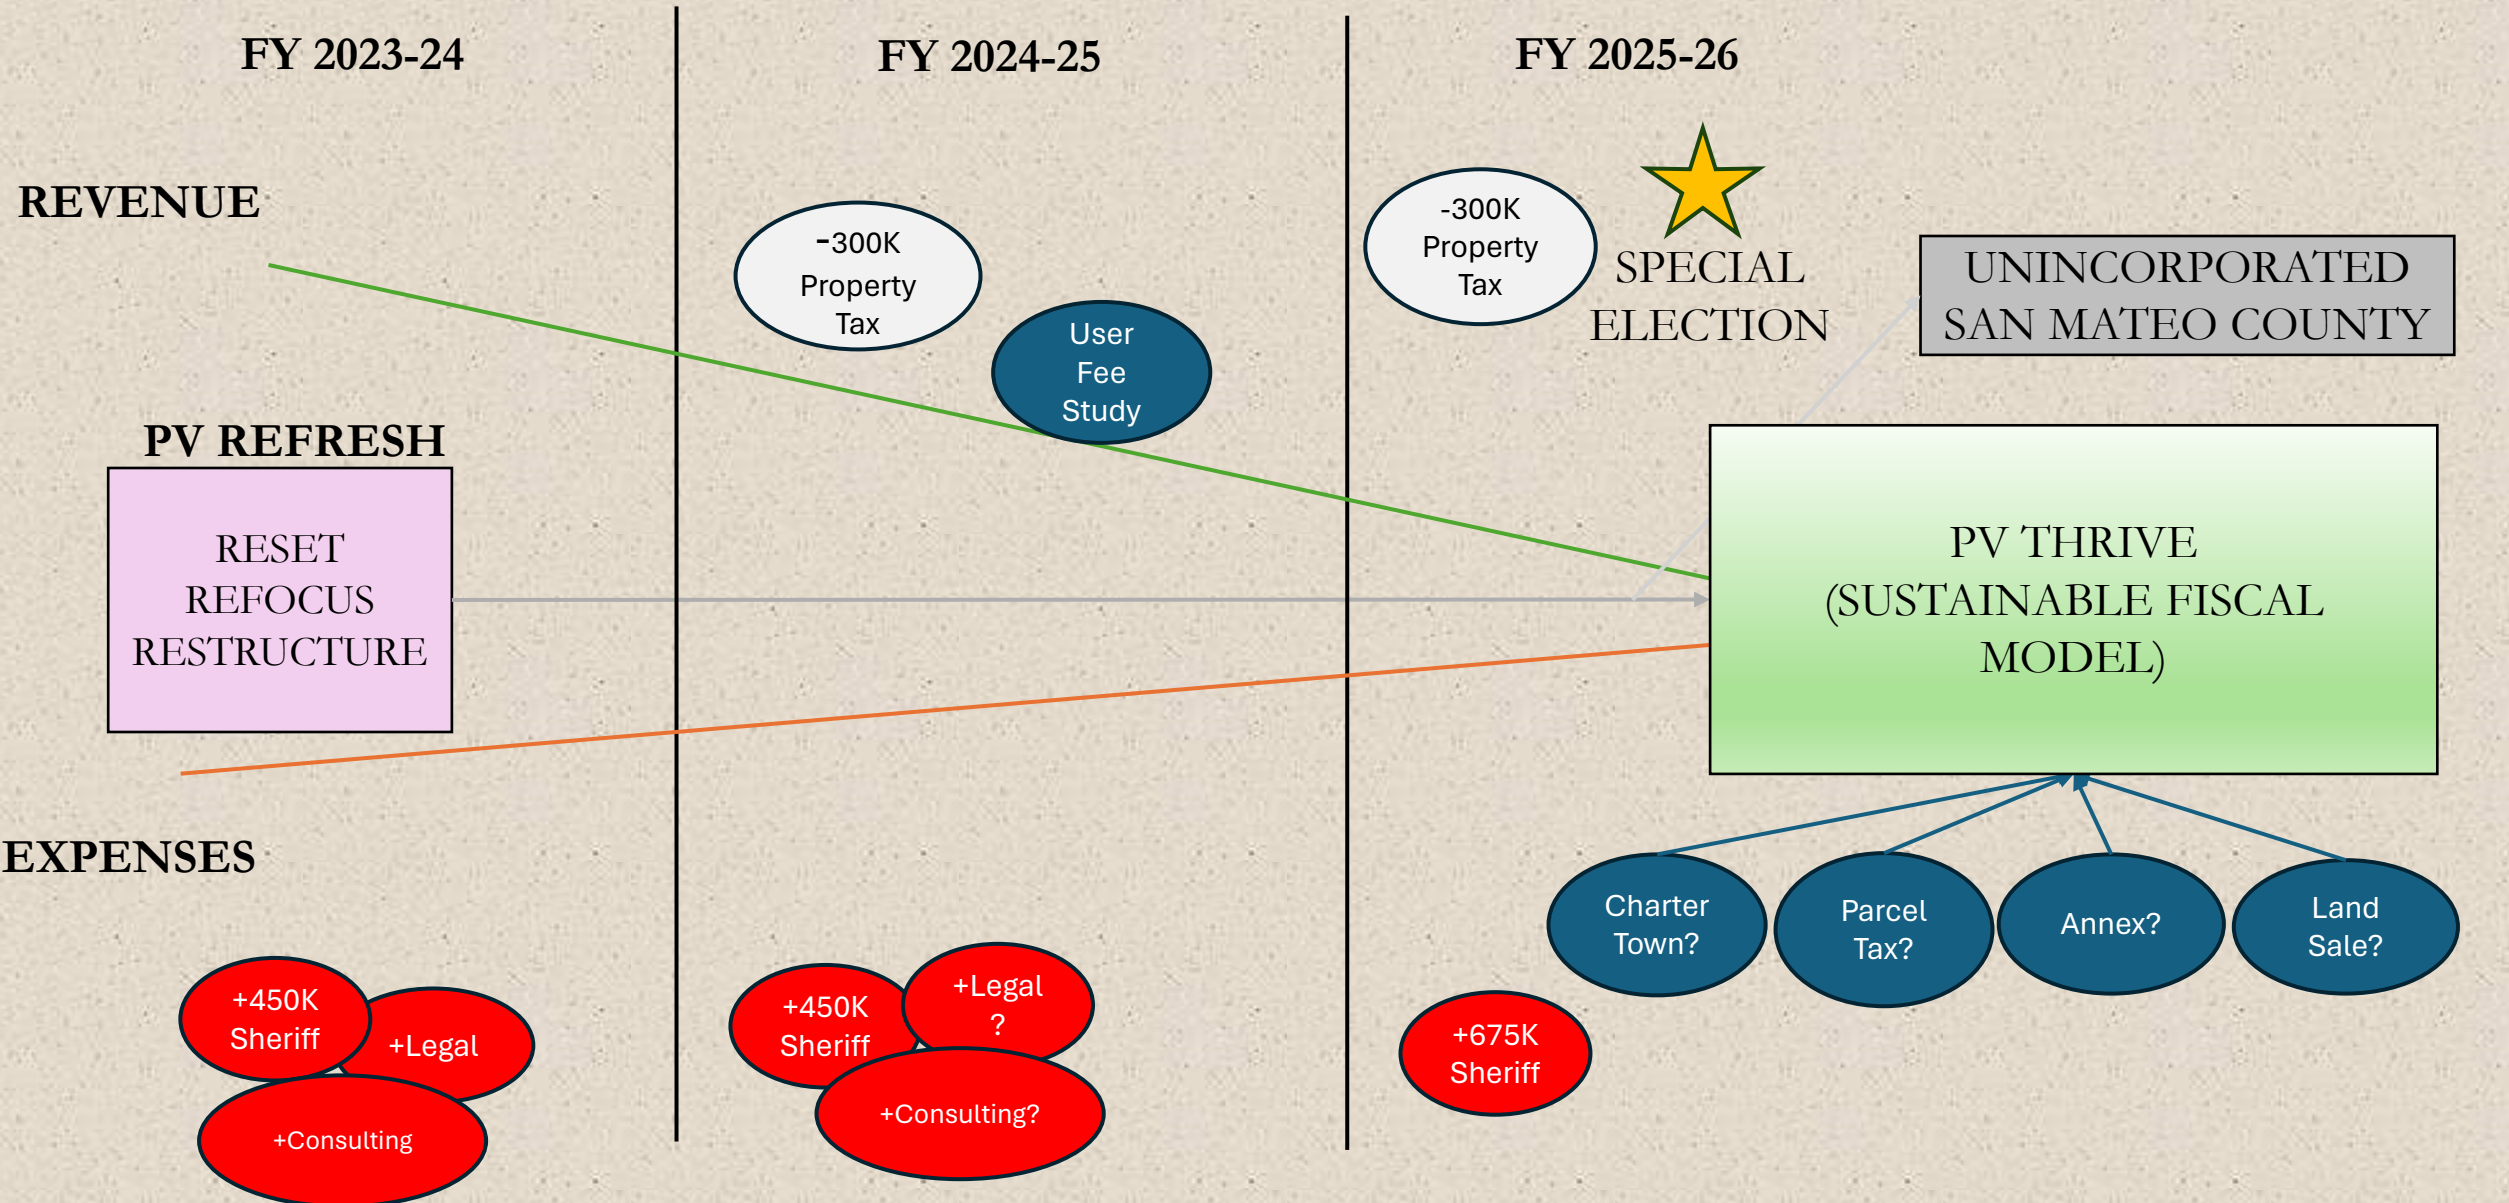 FY 2023-24
FY 2024-25
FY 2025-26
REVENUE
-300K
Property
Tax
User
Fee
Study
-300K
Property
Tax
SPECIAL
ELECTION
UNINCORPORATED
SAN MATEO COUNTY
PV REFRESH
RESET
REFOCUS
RESTRUCTURE
PV THRIVE
(SUSTAINABLE FISCAL
MODEL)
EXPENSES
+450K
Sheriff
+Legal
+Consulting
+450K
Sheriff
+Legal
?
+Consulting?
+675K
Sheriff
Charter
Town?
Parcel
Tax?
Annex?
Land
Sale?